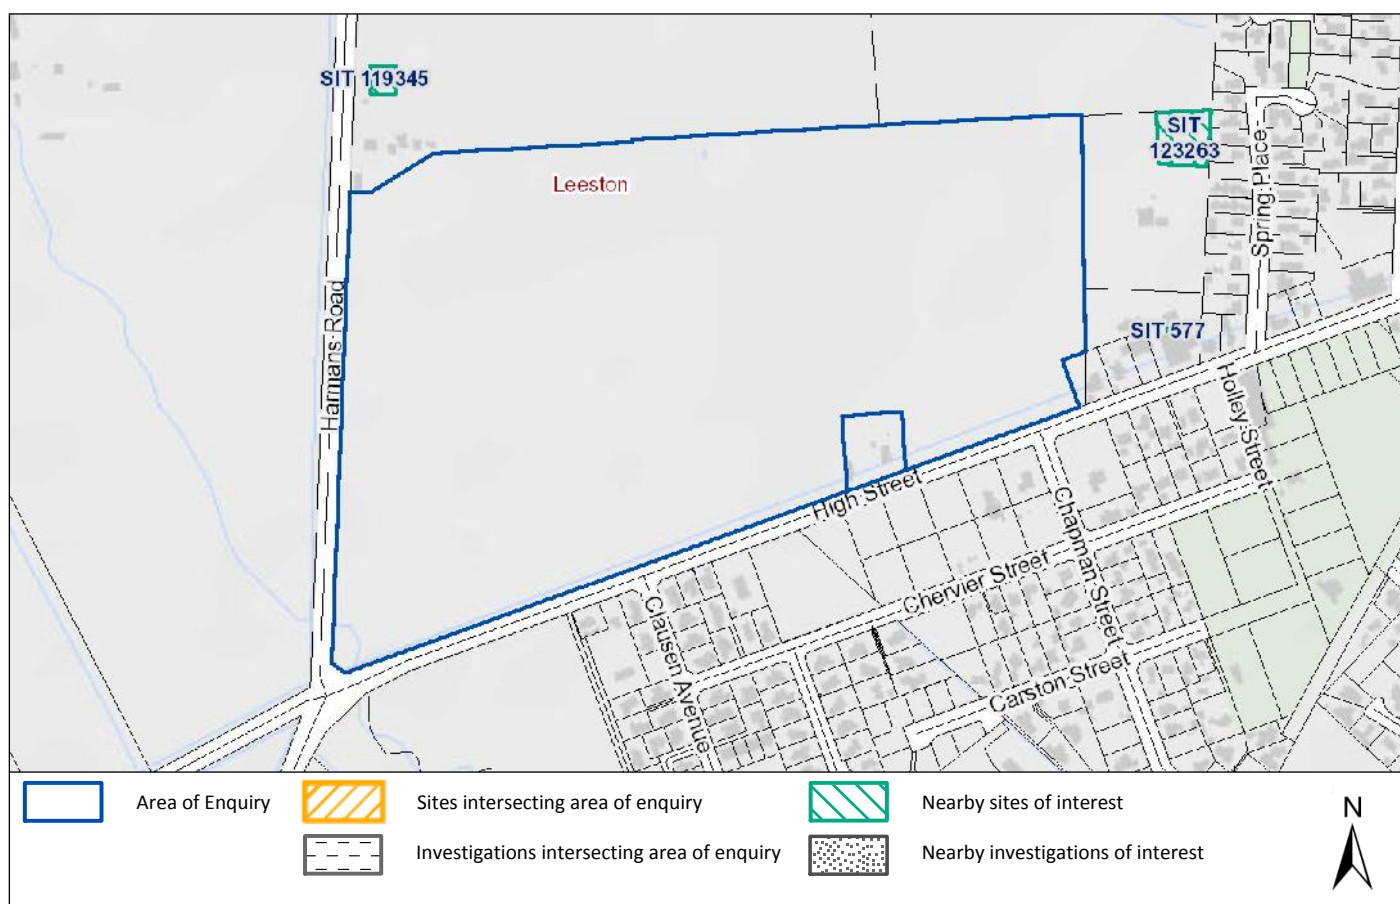 SIT 119345
SIT
123263
Leeston
Spring Place
Harmans Road
SIT 577
Holley Street
High Street
Chapman Street
Chervier Street
Clausen Avenue
Carston Street
Area of Enquiry
Sites intersecting area of enquiry
Nearby sites of interest
N
Investigations intersecting area of enquiry
Nearby investigations of interest